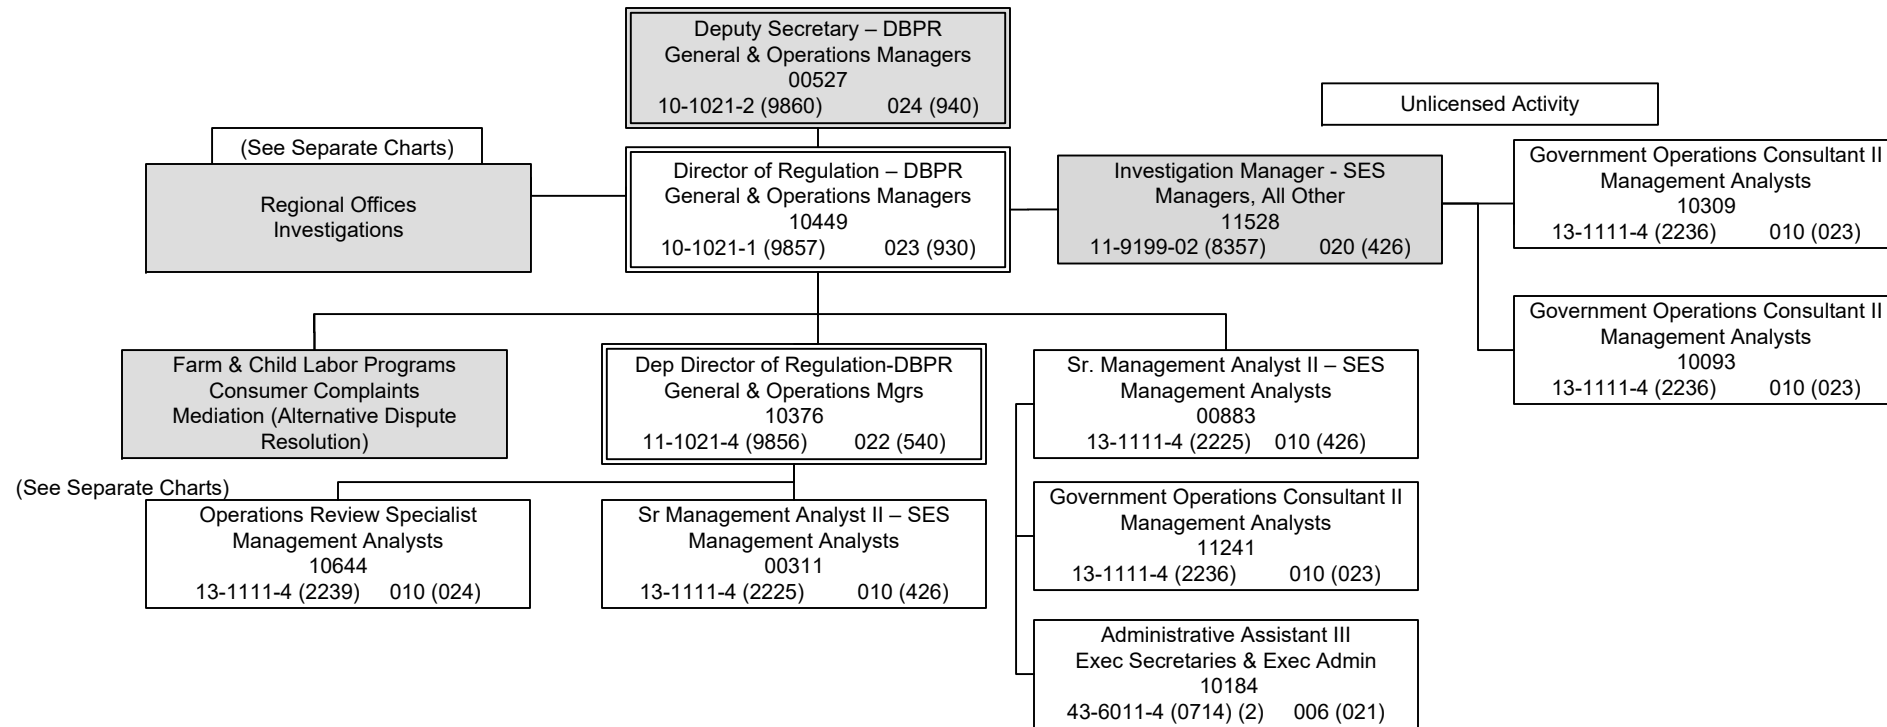 Deputy Secretary – DBPR
General & Operations Managers
00527
10-1021-2 (9860) 024 (940)
Unlicensed Activity
(See Separate Charts)
Regional Offices
Investigations
Director of Regulation – DBPR
General & Operations Managers
10449
10-1021-1 (9857) 023 (930)
Investigation Manager - SES
Managers, All Other
11528
11-9199-02 (8357) 020 (426)
Government Operations Consultant II
Management Analysts
10309
13-1111-4 (2236) 010 (023)
Government Operations Consultant II
Management Analysts
10093
13-1111-4 (2236) 010 (023)
Farm & Child Labor Programs
Consumer Complaints
Mediation (Alternative Dispute
Resolution)
(See Separate Charts)
Dep Director of Regulation-DBPR
General & Operations Mgrs
10376
11-1021-4 (9856) 022 (540)
Sr. Management Analyst II – SES
Management Analysts
00883
13-1111-4 (2225) 010 (426)
Operations Review Specialist
Management Analysts
10644
13-1111-4 (2239) 010 (024)
Sr Management Analyst II – SES
Management Analysts
00311
13-1111-4 (2225) 010 (426)
Government Operations Consultant II
Management Analysts
11241
13-1111-4 (2236) 010 (023)
Administrative Assistant III
Exec Secretaries & Exec Admin
10184
43-6011-4 (0714) (2) 006 (021)